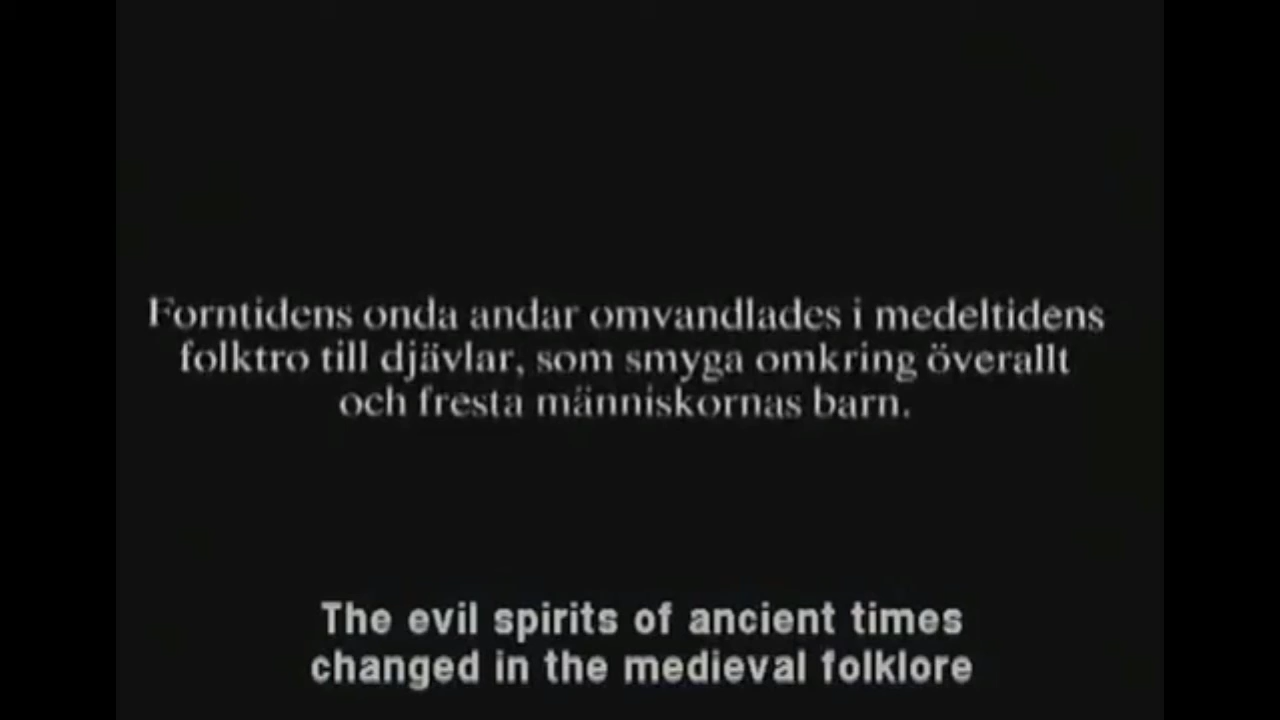 Forntidens onda andar omvandlades i medeltidens
folktro till djävlar, som smyga omkring överallt
och fresta människornas barn.
The evil spirits of ancient times
changed in the medieval folklore